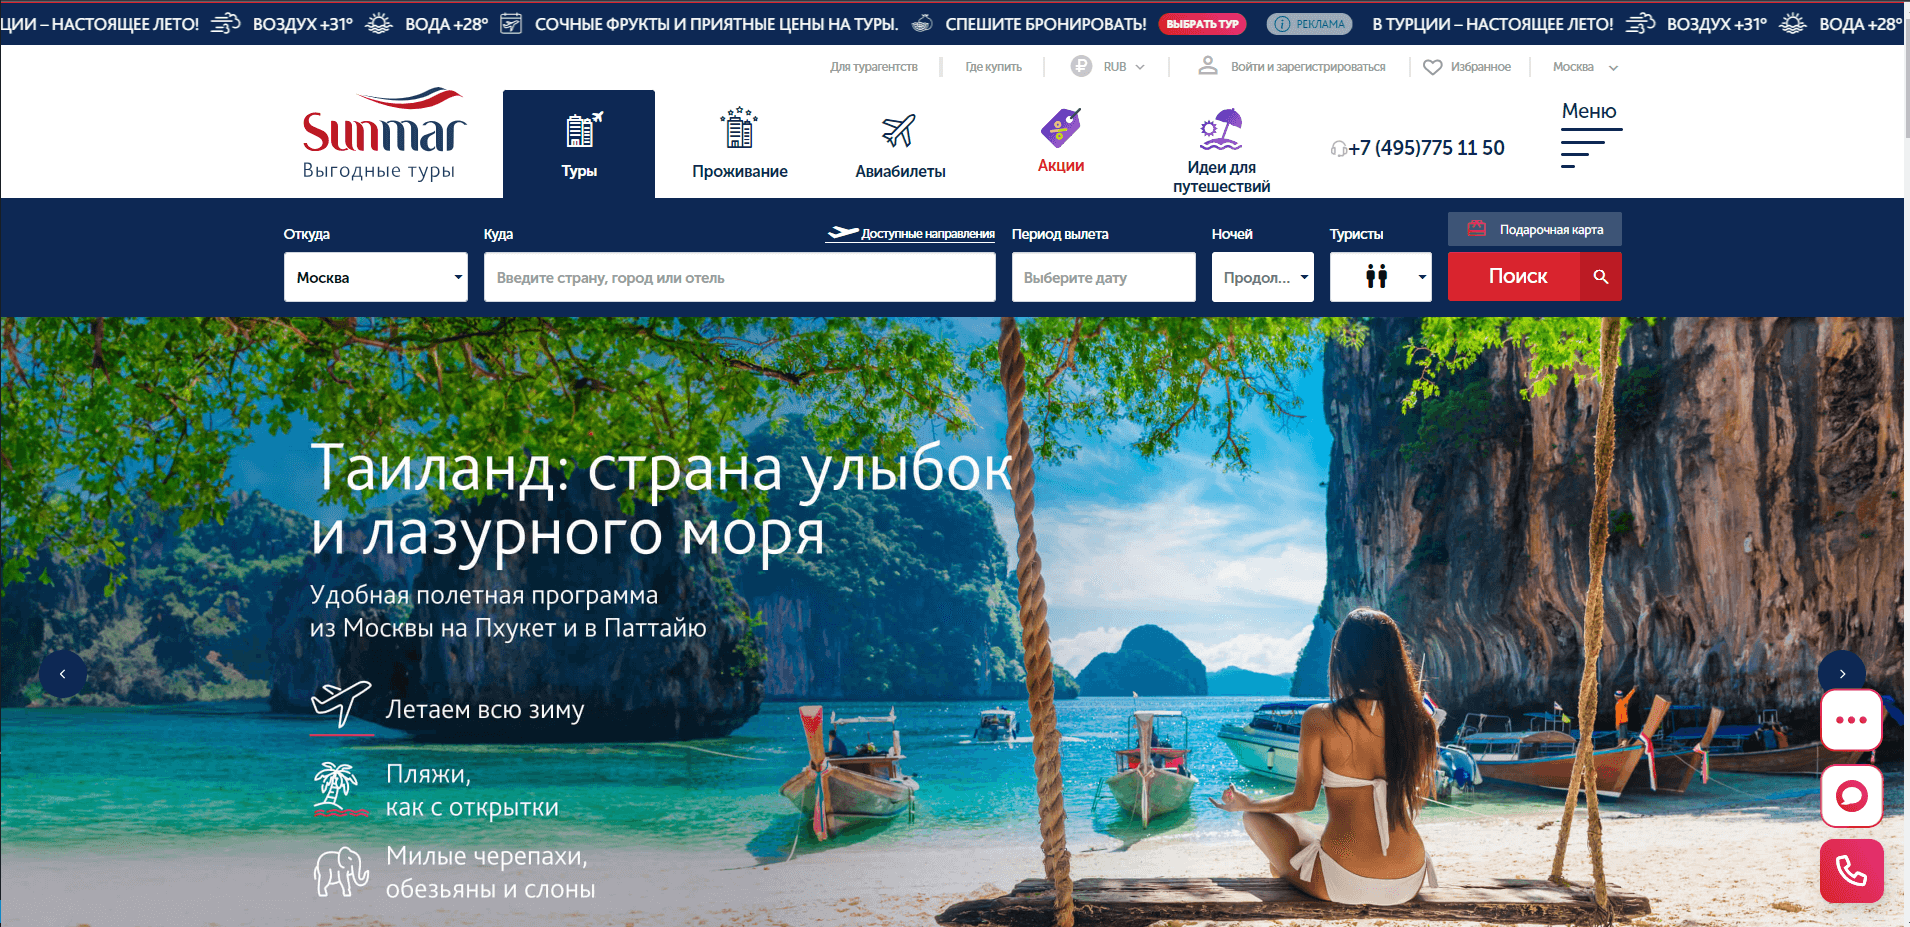 ЦИИ – НАСТОЯЩЕЕ ЛЕТО! ВОЗДУХ +31° ВОДА +28° СОЧНЫЕ ФРУКТЫ И ПРИЯТНЫЕ ЦЕНЫ НА ТУРЫ. СПЕШИТЕ БРОНИРОВАТЬ! ВЫБРАТЬ ТУР РЕКЛАМА В ТУРЦИИ – НАСТОЯЩЕЕ ЛЕТО! ВОЗДУХ +31° ВОДА +28°
Для турагентств Где купить RUB Войти и зарегистрироваться Избранное Москва
Sunmar
Выгодные туры
Туры
Проживание
Авиабилеты
Акции
Идеи для
путешествий
+7 (495)775 11 50
Меню
Откуда
Куда
Доступные направления
Период вылета
Ночей
Туристы
Подарочная карта
Москва
Введите страну, город или отель
Выберите дату
Продол...
Поиск
Таиланд: страна улыбок
и лазурного моря
Удобная полетная программа
из Москвы на Пхукет и в Паттайю
Летаем всю зиму
Пляжи,
как с открытки
Милые черепахи,
обезьяны и слоны